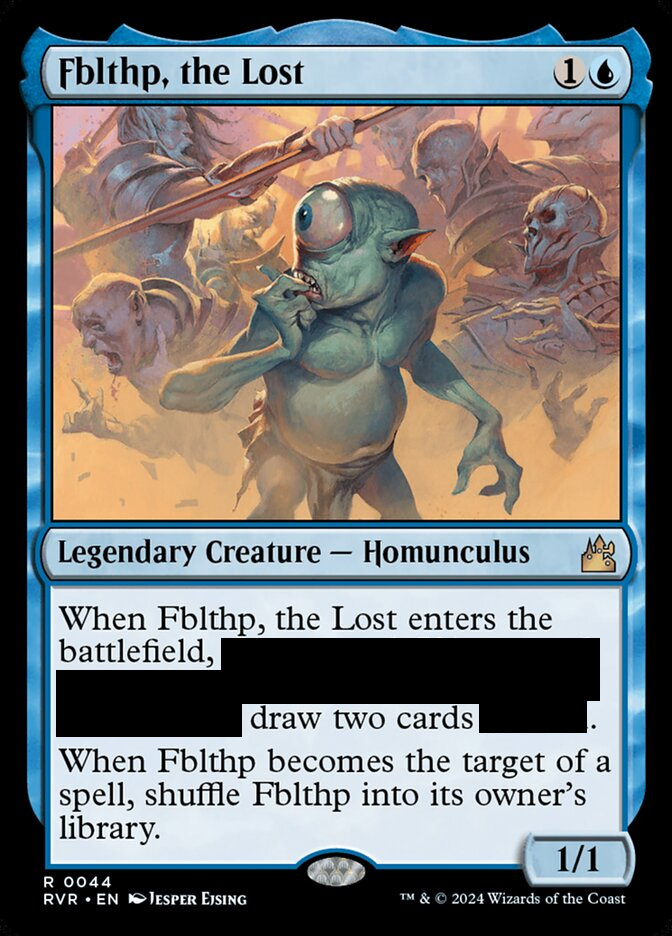 Fblthp, the Lost 1
Legendary Creature — Homunculus
When Fblthp, the Lost enters the
battlefield,
draw two cards .
When Fblthp becomes the target of a
spell, shuffle Fblthp into its owner's
library.
1/1
R 0044
RVR • EN Jesper Ejsing
™ & © 2024 Wizards of the Coast